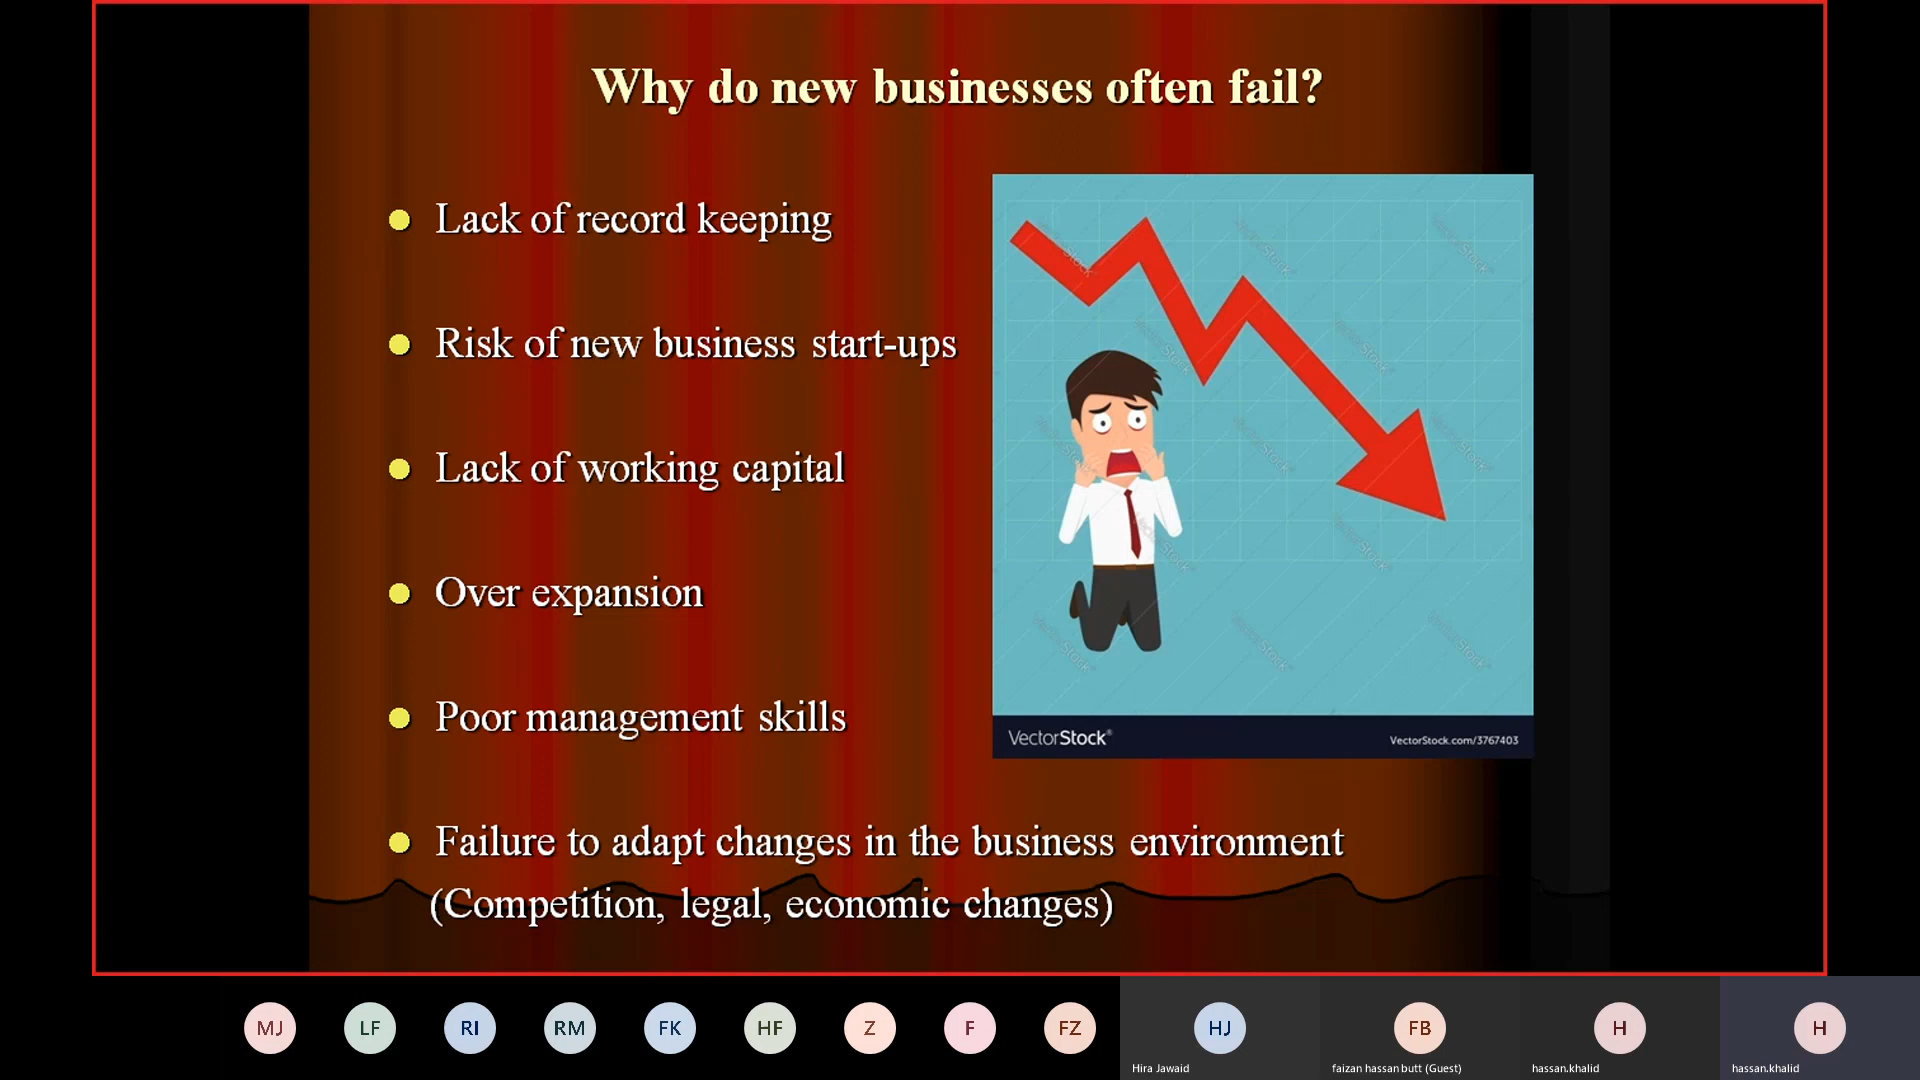 Why do new businesses often fail?
Lack of record keeping
Risk of new business start-ups
Lack of working capital
Over expansion
Poor management skills
Failure to adapt changes in the business environment
(Competition, legal, economic changes)
VectorStock®
VectorStock.com/3767403
MJ
LF
RI
RM
FK
HF
Z
F
FZ
HJ
FB
H
H
Hira Jawaid
faizan hassan butt (Guest)
hassan.khalid
hassan.khalid